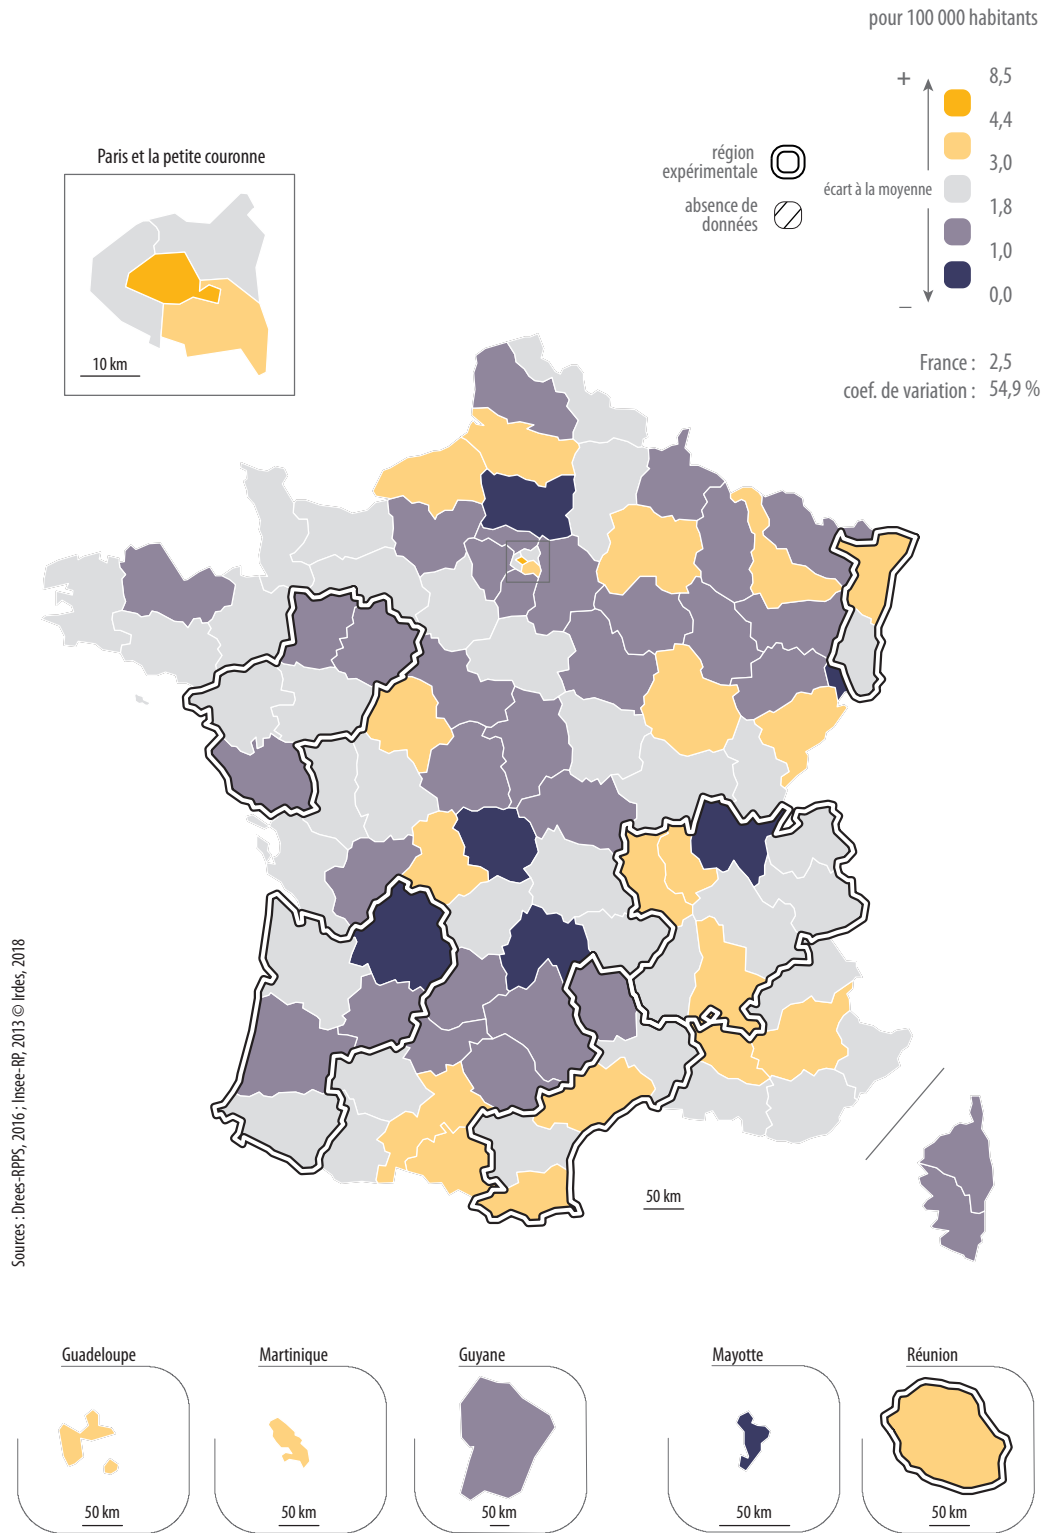 pour 100 000 habitants
+
8,5
4,4
3,0
1,8
1,0
0,0
–
écart à la moyenne
région
expérimentale
absence de
données
France : 2,5
coef. de variation : 54,9 %
Paris et la petite couronne
10 km
50 km
Sources : Drees-RPPS, 2016 ; Insee-RP, 2013 © Irdes, 2018
Guadeloupe
50 km
Martinique
50 km
Guyane
50 km
Mayotte
50 km
Réunion
50 km